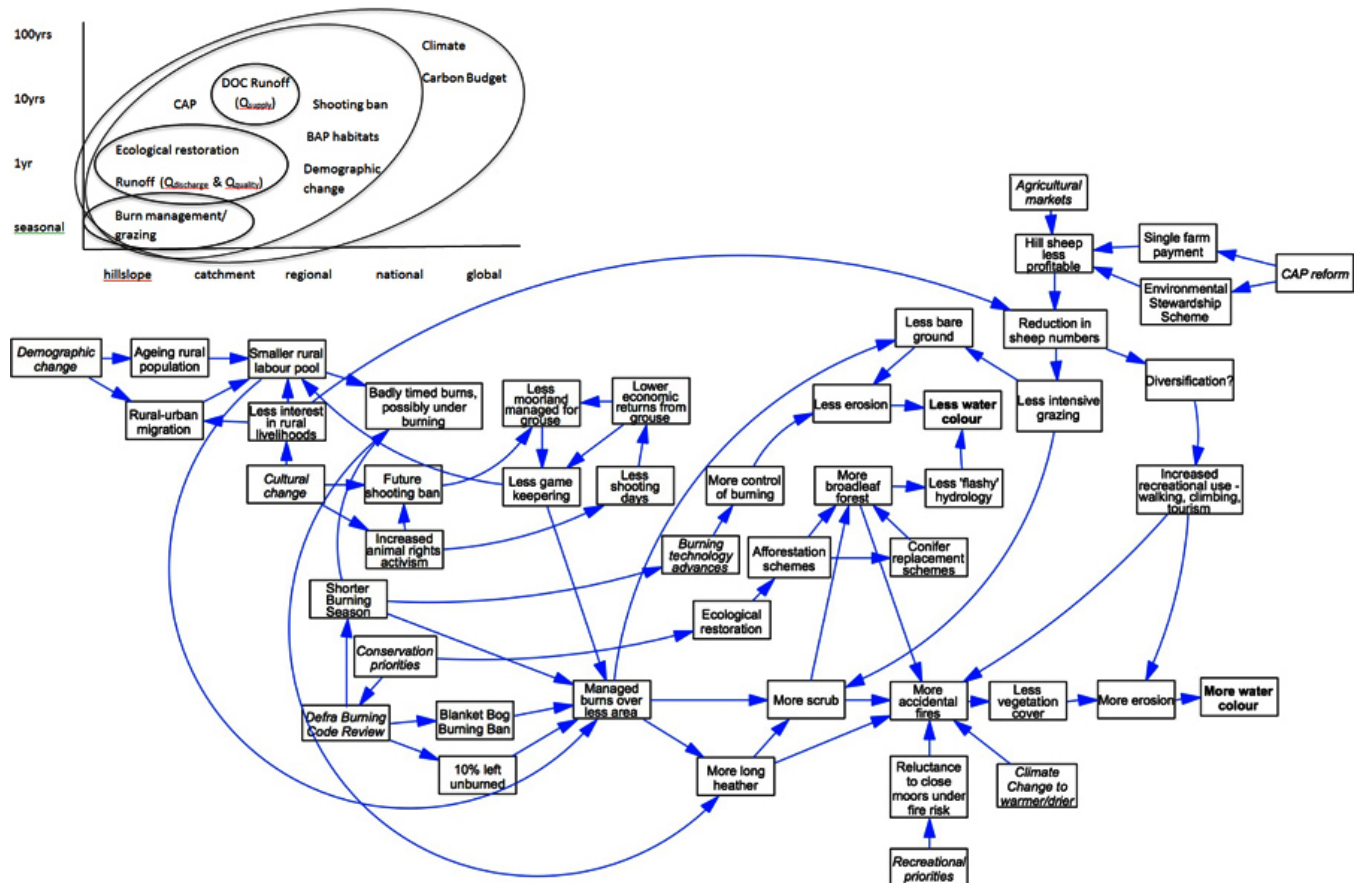 100yrs
10yrs
1yr
seasonal
Climate
Carbon Budget
DOC Runoff
(Qsupply)
CAP
Shooting ban
BAP habitats
Demographic
change
Ecological restoration
Runoff (Qdischarge & Qquality)
Burn management/
grazing
hillslope catchment regional national global
Agricultural
markets
Hill sheep
less
profitable
Single farm
payment
CAP reform
Environmental
Stewardship
Scheme
Less bare
ground
Reduction in
sheep numbers
Demographic
change
Ageing rural
population
Smaller rural
labour pool
Badly timed burns,
possibly under
burning
Less
moorland
managed for
grouse
Lower
economic
returns from
grouse
Less erosion
Less water
colour
Less intensive
grazing
Diversification?
Rural-urban
migration
Less interest
in rural
livelihoods
Cultural
change
Future
shooting ban
Less game
keepering
Less
shooting
days
More control
of burning
More
broadleaf
forest
Less 'flashy'
hydrology
Increased
recreational use -
walking, climbing,
tourism
Increased
animal rights
activism
Burning
technology
advances
Afforestation
schemes
Conifer
replacement
schemes
Shorter
Burning
Season
Ecological
restoration
Conservation
priorities
Managed
burns over
less area
More scrub
More
accidental
fires
Less
vegetation
cover
More erosion
More water
colour
Defra Burning
Code Review
Blanket Bog
Burning Ban
10% left
unburned
More long
heather
Reluctance
to close
moors under
fire risk
Climate
Change to
warmer/drier
Recreational
priorities